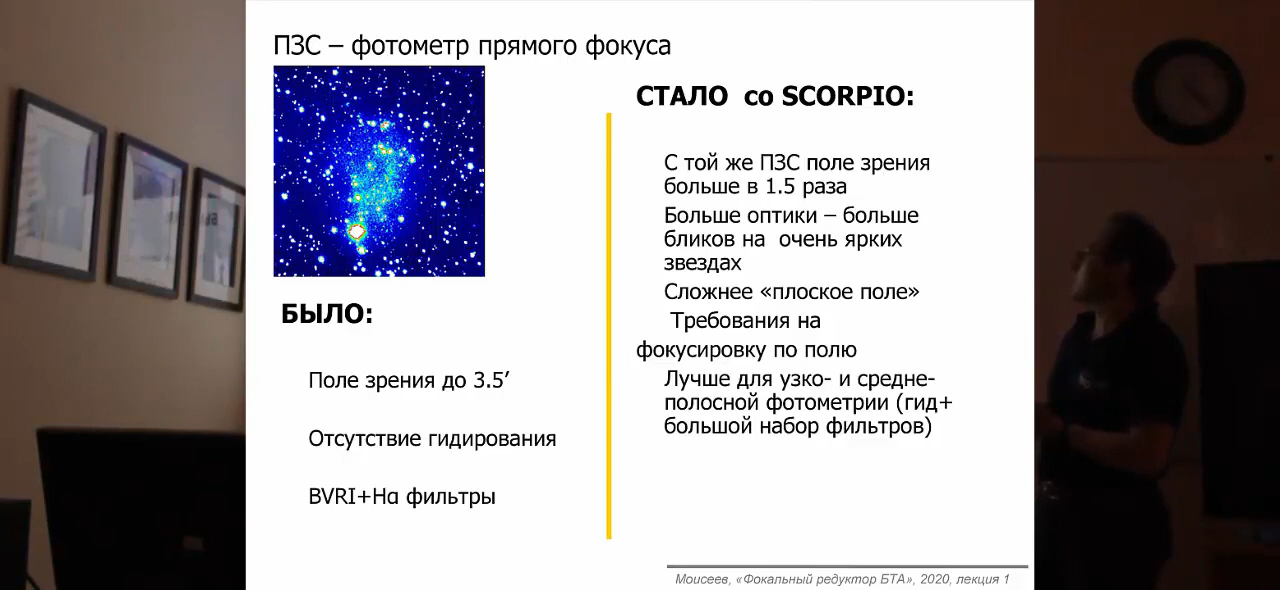 ПЗС – фотометр прямого фокуса
БЫЛО:
Поле зрения до 3.5’
Отсутствие гидирования
BVRI+Hα фильтры
СТАЛО со SCORPIO:
С той же ПЗС поле зрения
больше в 1.5 раза
Больше оптики – больше
бликов на очень ярких
звездах
Сложнее «плоское поле»
Требования на
фокусировку по полю
Лучше для узко- и средне-
полосной фотометрии (гид+
большой набор фильтров)
Моисеев, «Фокальный редуктор БТА», 2020, лекция 1